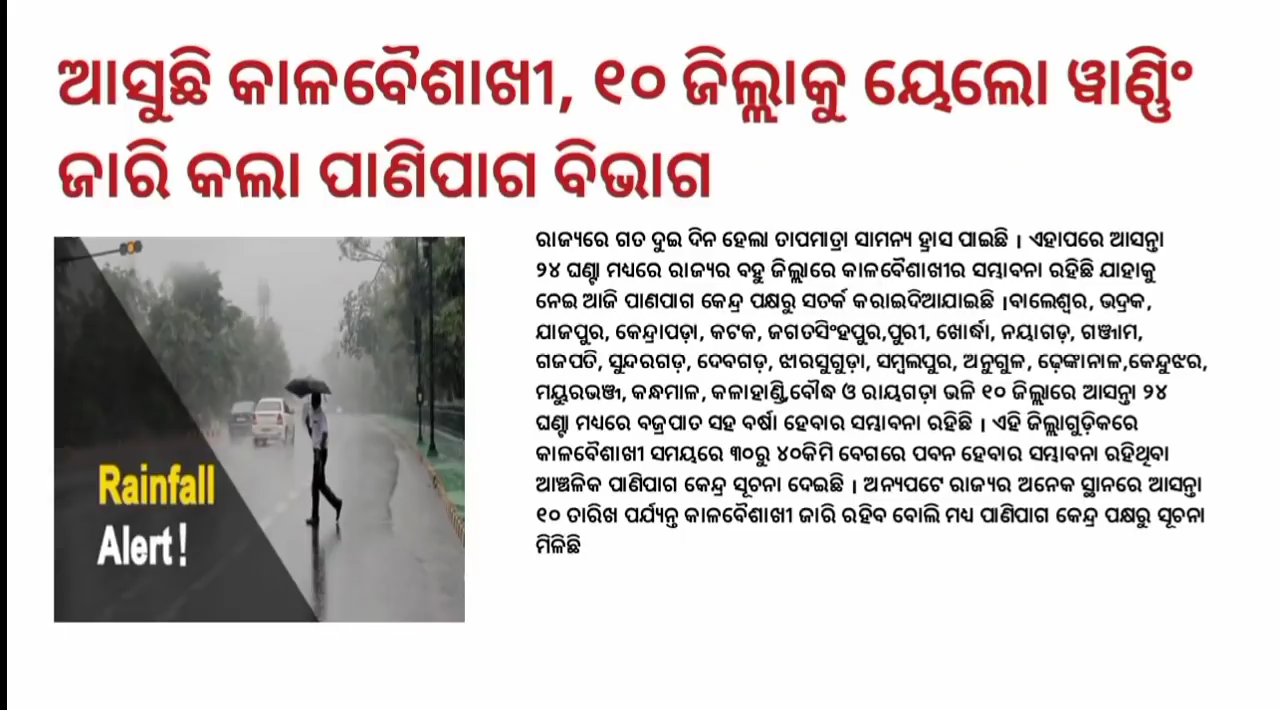 ଆସୁଛି କାଳବୈଶାଖୀ, ୧୦ ଜିଲ୍ଲାକୁ ୟେଲୋ ୱାର୍ଣ୍ଣିଂ
ଜାରି କଲା ପାଣିପାଗ ବିଭାଗ
ରାଜ୍ୟରେ ଗତ ଦୁଇ ଦିନ ହେଲା ତାପମାତ୍ରା ସାମନ୍ୟ ହ୍ରାସ ପାଇଛି । ଏହାପରେ ଆସନ୍ତା
୨୪ ଘଣ୍ଟା ମଧ୍ୟରେ ରାଜ୍ୟର ବହୁ ଜିଲ୍ଲାରେ କାଳବୈଶାଖୀର ସମ୍ଭାବନା ରହିଛି ଯାହାକୁ
ନେଇ ଆଜି ପାଣପାଗ କେନ୍ଦ୍ର ପକ୍ଷରୁ ସତର୍କ କରାଇଦିଆଯାଇଛି ।ବାଲେଶ୍ୱର, ଭଦ୍ରକ,
ଯାଜପୁର, କେନ୍ଦ୍ରାପଡ଼ା, କଟକ, ଜଗତସିଂହପୁର,ପୁରୀ, ଖୋର୍ଦ୍ଧା, ନୟାଗଡ଼, ଗଞ୍ଜାମ,
ଗଜପତି, ସୁନ୍ଦରଗଡ଼, ଦେବଗଡ଼, ଝାରସୁଗୁଡ଼ା, ସମ୍ବଲପୁର, ଅନୁଗୁଳ, ଢ଼େଙ୍କାନାଳ,କେନ୍ଦୁଝର,
ମୟୁରଭଞ୍ଜ, କନ୍ଧମାଳ, କଳାହାଣ୍ଡି,ବୌଦ୍ଧ ଓ ରାୟଗଡ଼ା ଭଳି ୧୦ ଜିଲ୍ଲାରେ ଆସନ୍ତା ୨୪
ଘଣ୍ଟା ମଧ୍ୟରେ ବଜ୍ରପାତ ସହ ବର୍ଷା ହେବାର ସମ୍ଭାବନା ରହିଛି । ଏହି ଜିଲ୍ଲାଗୁଡ଼ିକରେ
କାଳବୈଶାଖୀ ସମୟରେ ୩୦ରୁ ୪୦କିମି ବେଗରେ ପବନ ହେବାର ସମ୍ଭାବନା ରହିଥିବା
ଆଞ୍ଚଳିକ ପାଣିପାଗ କେନ୍ଦ୍ର ସୂଚନା ଦେଇଛି । ଅନ୍ୟପଟେ ରାଜ୍ୟର ଅନେକ ସ୍ଥାନରେ ଆସନ୍ତା
୧୦ ତାରିଖ ପର୍ଯ୍ୟନ୍ତ କାଳବୈଶାଖୀ ଜାରି ରହିବ ବୋଲି ମଧ୍ୟ ପାଣିପାଗ କେନ୍ଦ୍ର ପକ୍ଷରୁ ସୂଚନା
ମିଳିଛି
Rainfall
Alert!